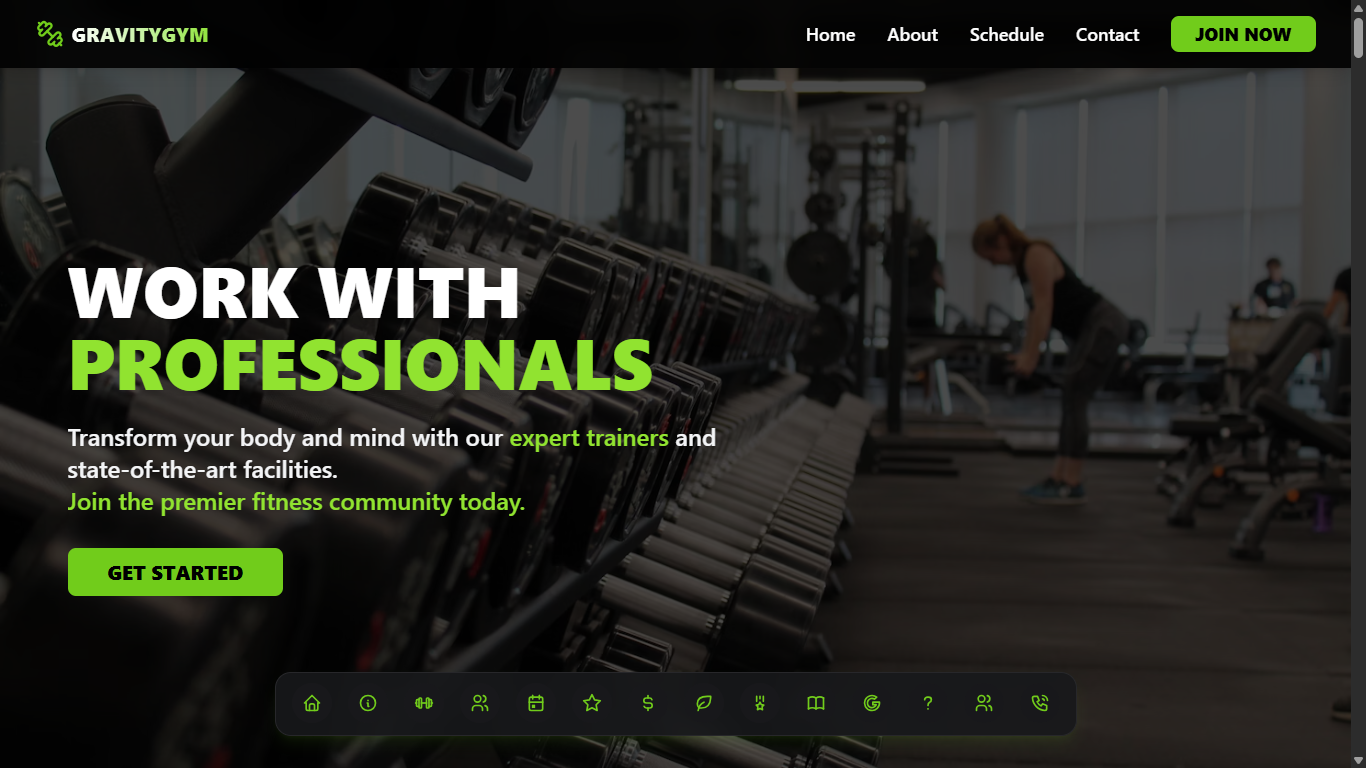 GRAVITYGYM
Home About Schedule Contact JOIN NOW
WORK WITH
PROFESSIONALS
Transform your body and mind with our expert trainers and
state-of-the-art facilities.
Join the premier fitness community today.
GET STARTED